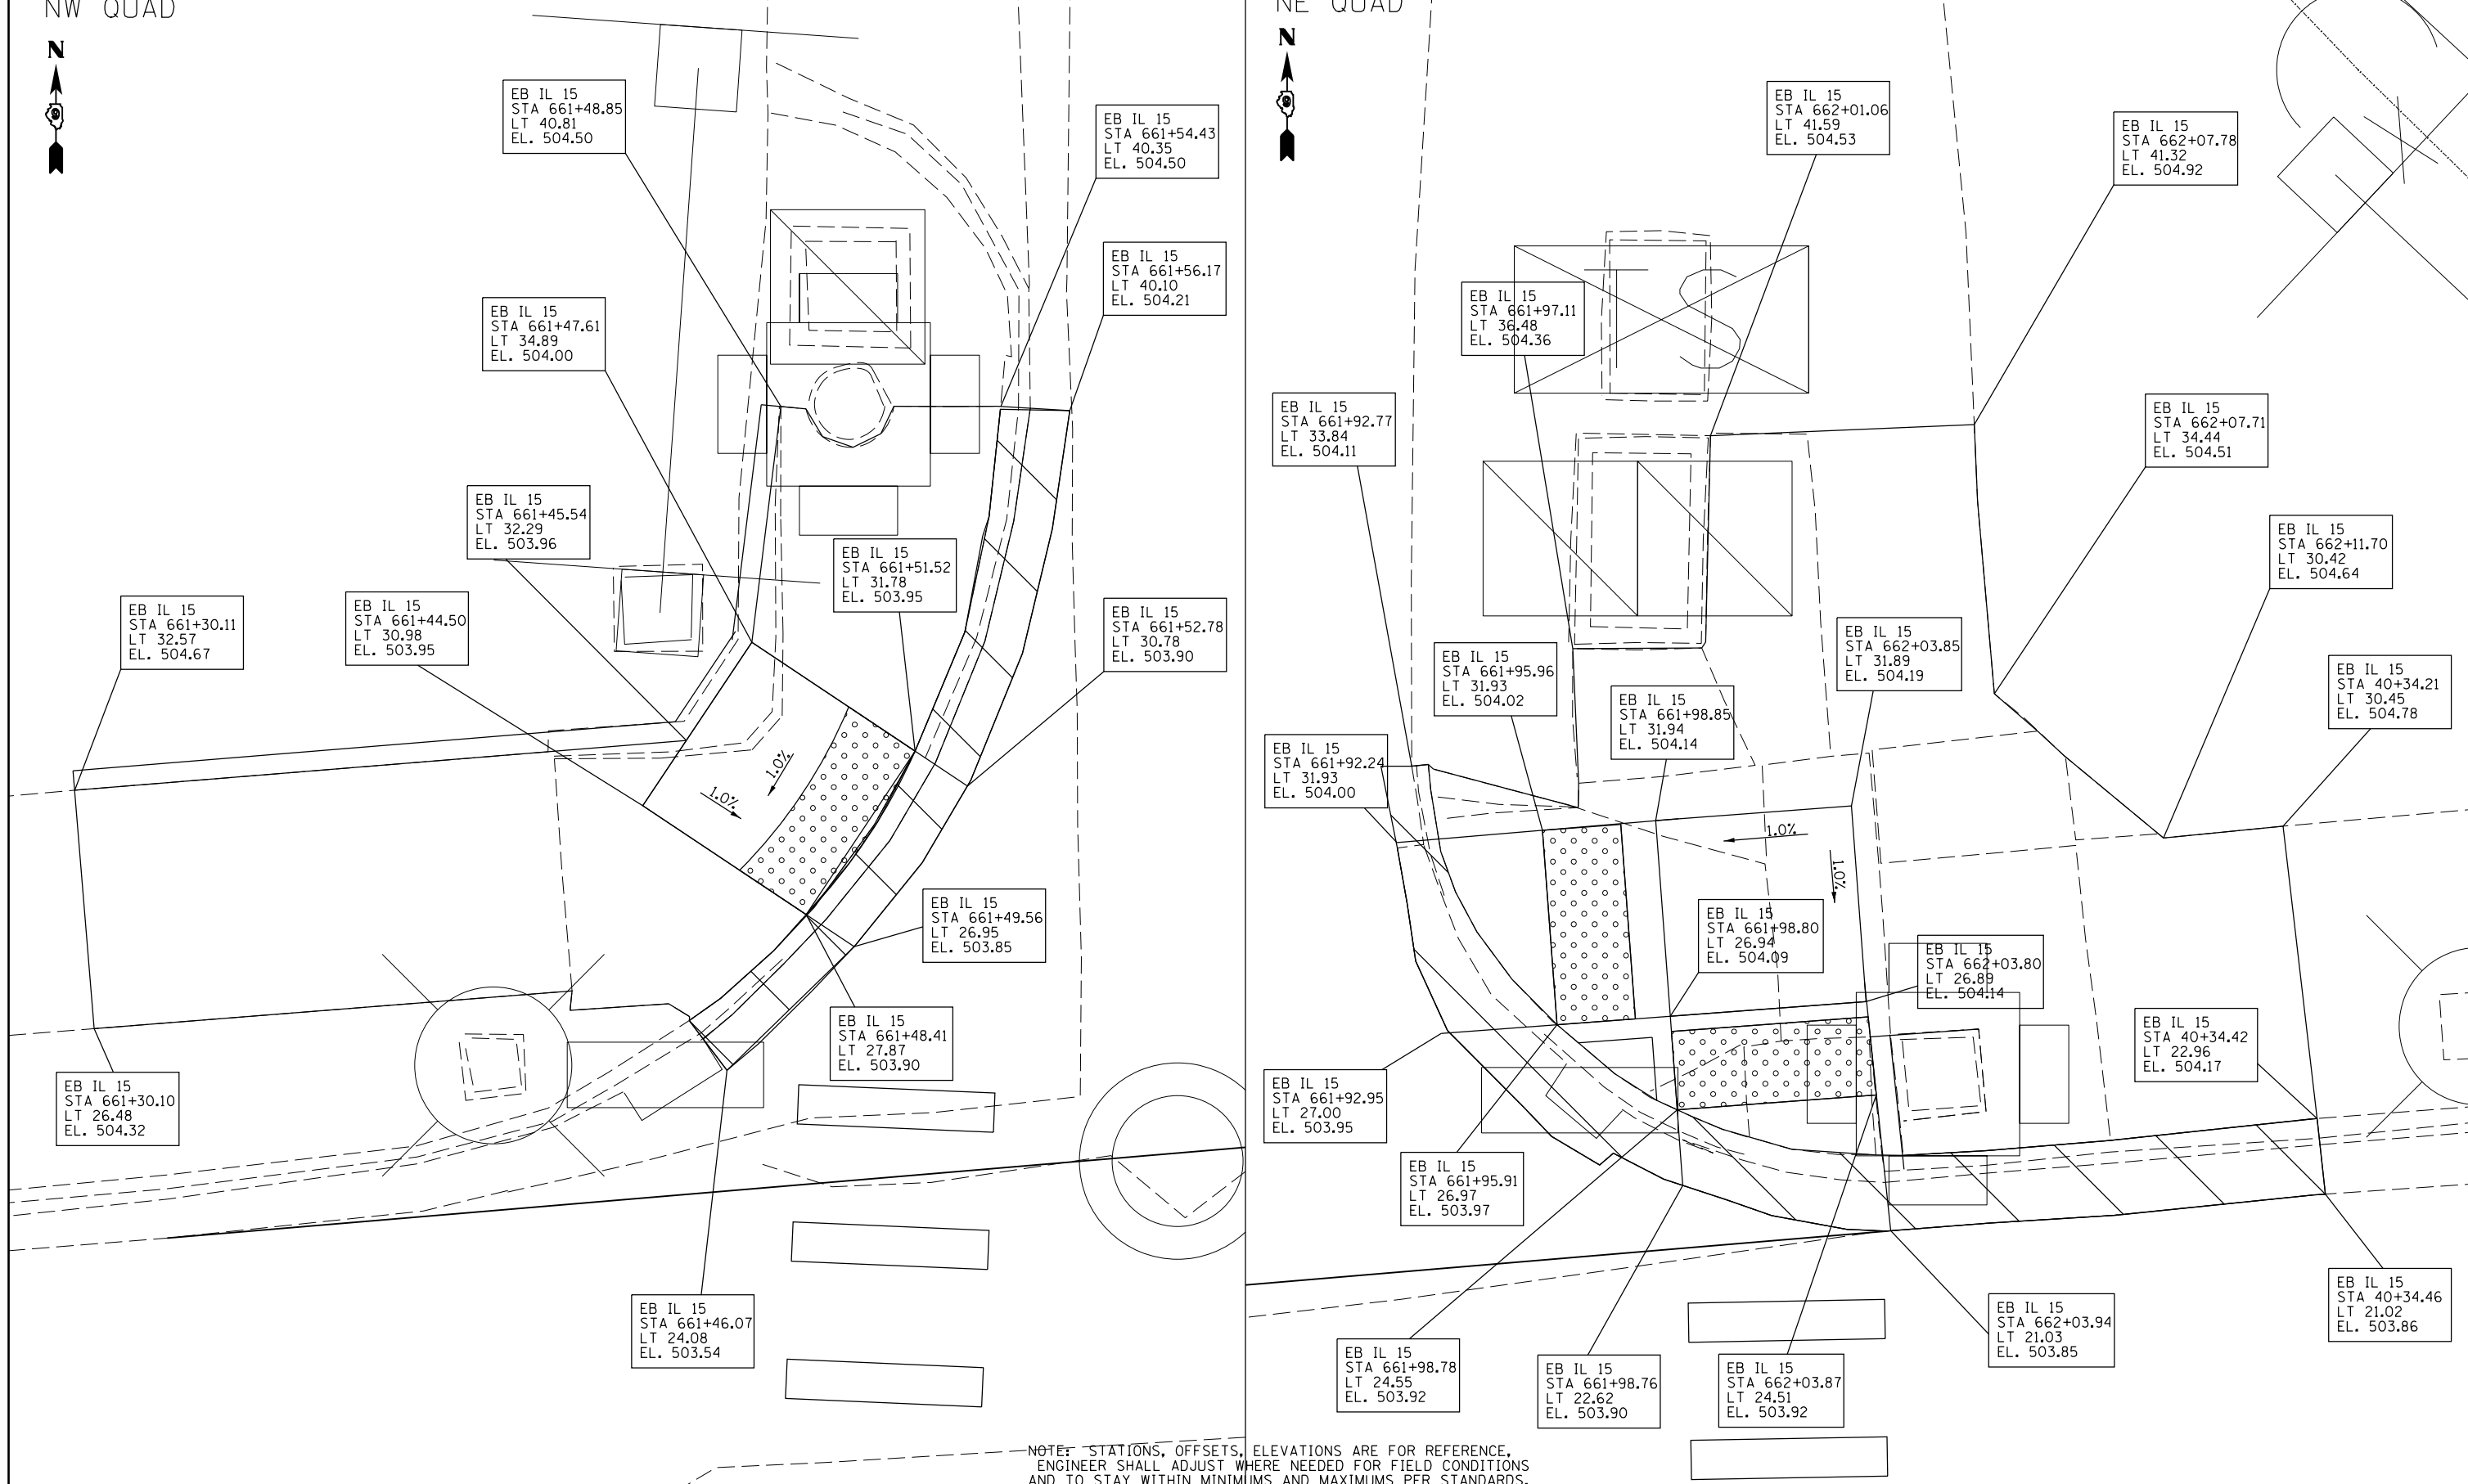 NW QUAD
N
EB IL 15
STA 661+48.85
LT 40.81
EL. 504.50
EB IL 15
STA 661+54.43
LT 40.35
EL. 504.50
EB IL 15
STA 661+56.17
LT 40.10
EL. 504.21
EB IL 15
STA 661+47.61
LT 34.89
EL. 504.00
EB IL 15
STA 661+45.54
LT 32.29
EL. 503.96
EB IL 15
STA 661+51.52
LT 31.78
EL. 503.95
EB IL 15
STA 661+30.11
LT 32.57
EL. 504.67
EB IL 15
STA 661+44.50
LT 30.98
EL. 503.95
EB IL 15
STA 661+52.78
LT 30.78
EL. 503.90
1.0%
1.0%
EB IL 15
STA 661+49.56
LT 26.95
EL. 503.85
EB IL 15
STA 661+48.41
LT 27.87
EL. 503.90
EB IL 15
STA 661+30.10
LT 26.48
EL. 504.32
EB IL 15
STA 661+46.07
LT 24.08
EL. 503.54
NE QUAD
N
EB IL 15
STA 662+01.06
LT 41.59
EL. 504.53
EB IL 15
STA 662+07.78
LT 41.32
EL. 504.92
EB IL 15
STA 661+97.11
LT 36.48
EL. 504.36
TS
EB IL 15
STA 661+92.77
LT 33.84
EL. 504.11
EB IL 15
STA 662+07.71
LT 34.44
EL. 504.51
EB IL 15
STA 662+11.70
LT 30.42
EL. 504.64
EB IL 15
STA 661+95.96
LT 31.93
EL. 504.02
EB IL 15
STA 661+98.85
LT 31.94
EL. 504.14
EB IL 15
STA 662+03.85
LT 31.89
EL. 504.19
EB IL 15
STA 40+34.21
LT 30.45
EL. 504.78
EB IL 15
STA 661+92.24
LT 31.93
EL. 504.00
1.0%
1.0%
EB IL 15
STA 661+98.80
LT 26.94
EL. 504.09
EB IL 15
STA 662+03.80
LT 26.89
EL. 504.14
EB IL 15
STA 40+34.42
LT 22.96
EL. 504.17
EB IL 15
STA 661+92.95
LT 27.00
EL. 503.95
EB IL 15
STA 661+95.91
LT 26.97
EL. 503.97
EB IL 15
STA 661+98.78
LT 24.55
EL. 503.92
EB IL 15
STA 661+98.76
LT 22.62
EL. 503.90
EB IL 15
STA 662+03.87
LT 24.51
EL. 503.92
EB IL 15
STA 662+03.94
LT 21.03
EL. 503.85
EB IL 15
STA 40+34.46
LT 21.02
EL. 503.86
NOTE: STATIONS, OFFSETS, ELEVATIONS ARE FOR REFERENCE,
ENGINEER SHALL ADJUST WHERE NEEDED FOR FIELD CONDITIONS
AND TO STAY WITHIN MINIMUMS AND MAXIMUMS PER STANDARDS.